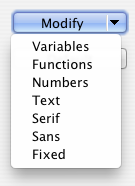 Modify
Variables
Functions
Numbers
Text
Serif
Sans
Fixed